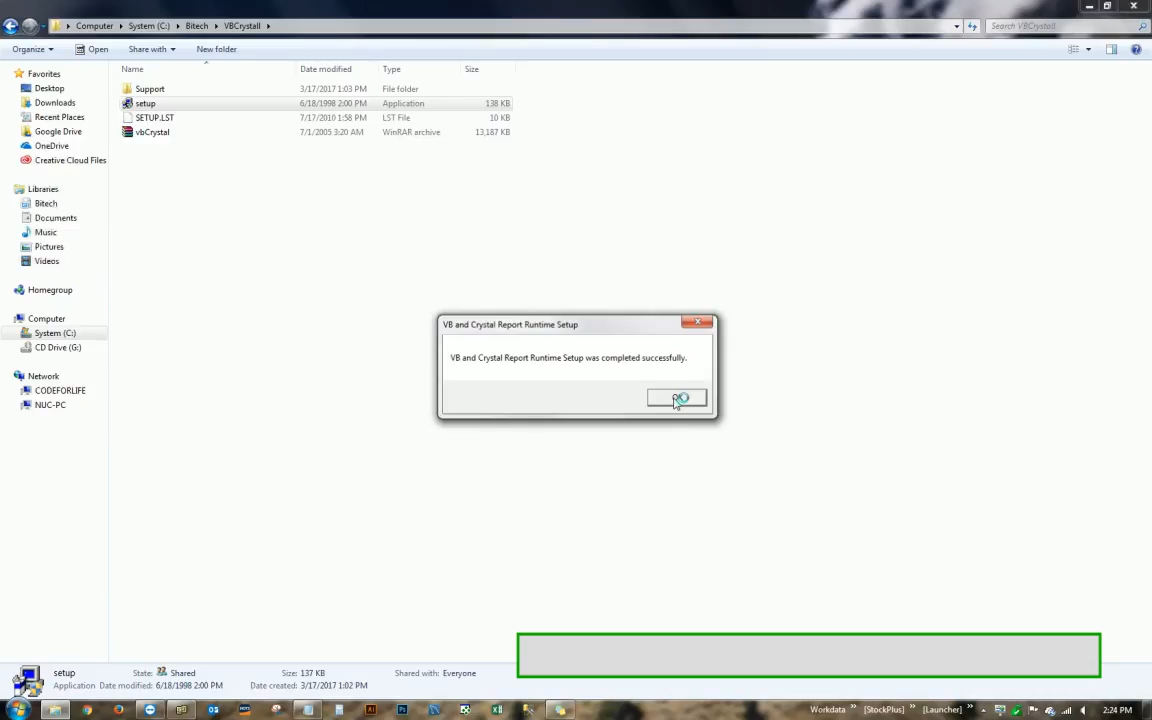 Computer ▸ System (C:) ▸ Bitech ▸ VBCrystall ▸
Search VBCrystall
Organize ▾ Open Share with ▾ New folder
Name Date modified Type Size
Support 3/17/2017 1:03 PM File folder
setup 6/18/1998 2:00 PM Application 138 KB
SETUP.LST 7/17/2010 1:58 PM LST File 10 KB
vbCrystal 7/1/2005 3:20 AM WinRAR archive 13,187 KB
Favorites
Desktop
Downloads
Recent Places
Google Drive
OneDrive
Creative Cloud Files
Libraries
Bitech
Documents
Music
Pictures
Videos
Homegroup
Computer
System (C:)
CD Drive (G:)
Network
CODEFORLIFE
NUC-PC
VB and Crystal Report Runtime Setup
VB and Crystal Report Runtime Setup was completed successfully.
setup State: Shared Size: 137 KB Shared with: Everyone
Application Date modified: 6/18/1998 2:00 PM Date created: 3/17/2017 1:02 PM
Workdata » [StockPlus] » [Launcher] » 2:24 PM